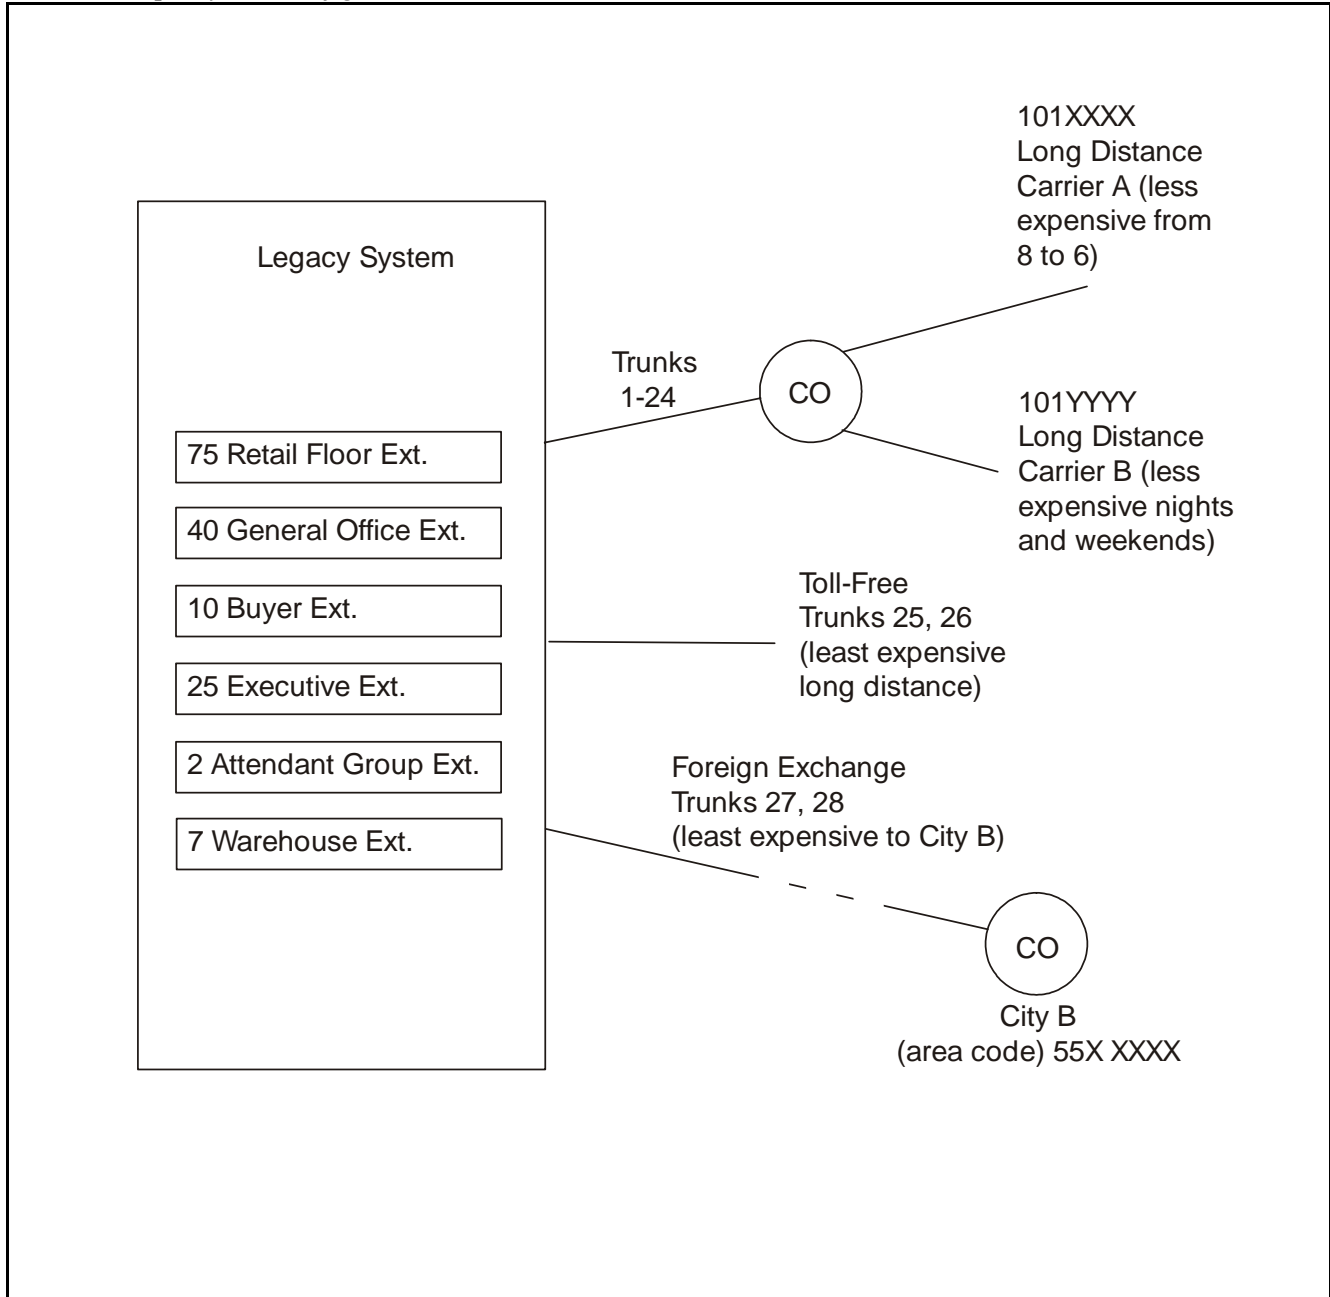 Legacy System
75 Retail Floor Ext.
40 General Office Ext.
10 Buyer Ext.
25 Executive Ext.
2 Attendant Group Ext.
7 Warehouse Ext.
Trunks
1-24
CO
101XXXX
Long Distance
Carrier A (less
expensive from
8 to 6)
101YYYY
Long Distance
Carrier B (less
expensive nights
and weekends)
Toll-Free
Trunks 25, 26
(least expensive
long distance)
Foreign Exchange
Trunks 27, 28
(least expensive to City B)
CO
City B
(area code) 55X XXXX